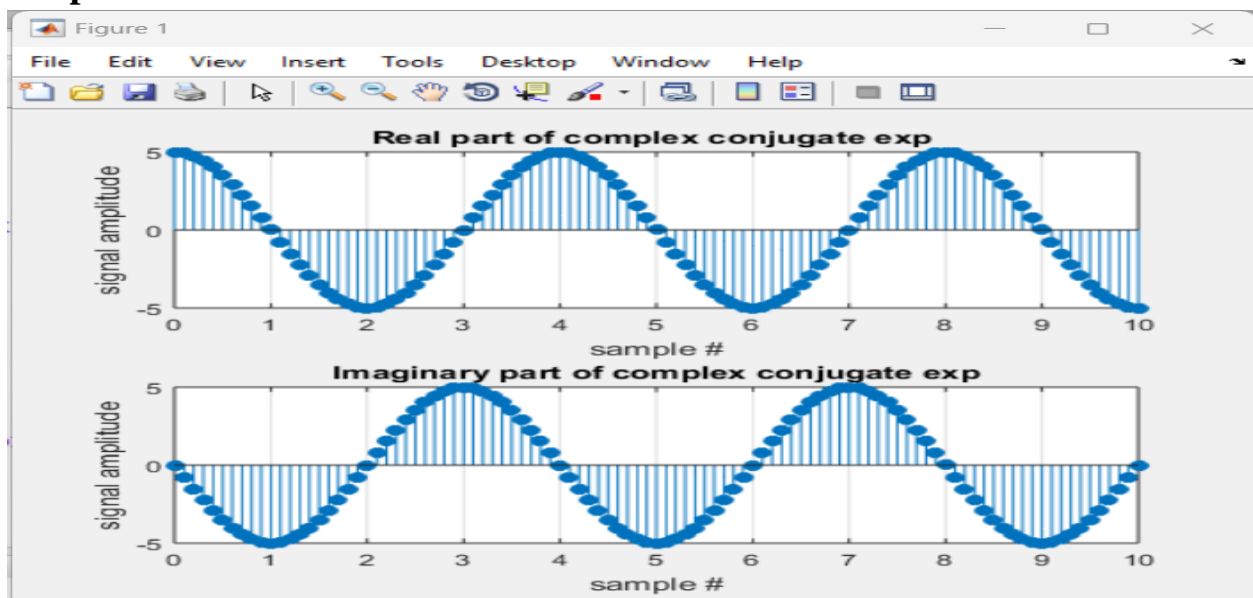 Figure 1
File Edit View Insert Tools Desktop Window Help
Real part of complex conjugate exp
signal amplitude
5
0
-5
0 1 2 3 4 5 6 7 8 9 10
sample #
Imaginary part of complex conjugate exp
signal amplitude
5
0
-5
0 1 2 3 4 5 6 7 8 9 10
sample #